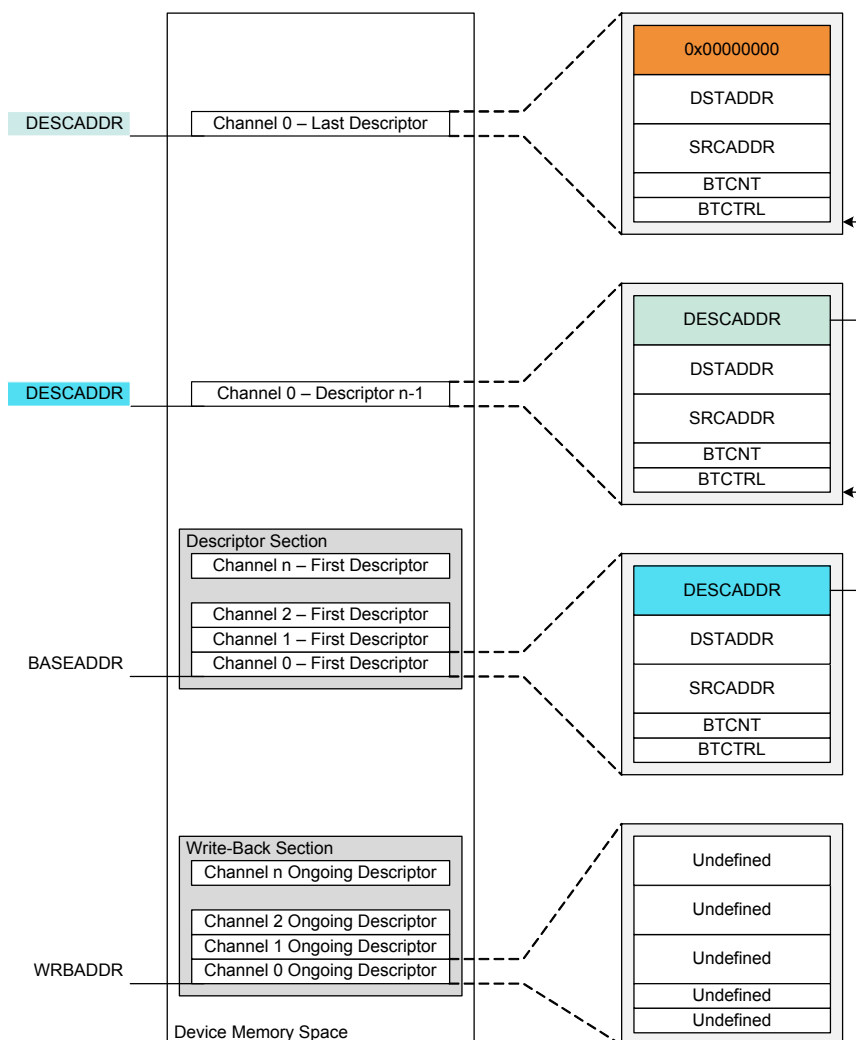 0x00000000
DESCADDR
Channel 0 – Last Descriptor
DSTADDR
SRCADDR
BTCNT
BTCTRL
DESCADDR
DESCADDR
Channel 0 – Descriptor n-1
DSTADDR
SRCADDR
BTCNT
BTCTRL
Descriptor Section
Channel n – First Descriptor
Channel 2 – First Descriptor
Channel 1 – First Descriptor
BASEADDR
Channel 0 – First Descriptor
DESCADDR
DSTADDR
SRCADDR
BTCNT
BTCTRL
Write-Back Section
Channel n Ongoing Descriptor
Channel 2 Ongoing Descriptor
Channel 1 Ongoing Descriptor
WRBADDR
Channel 0 Ongoing Descriptor
Undefined
Undefined
Undefined
Undefined
Undefined
Device Memory Space